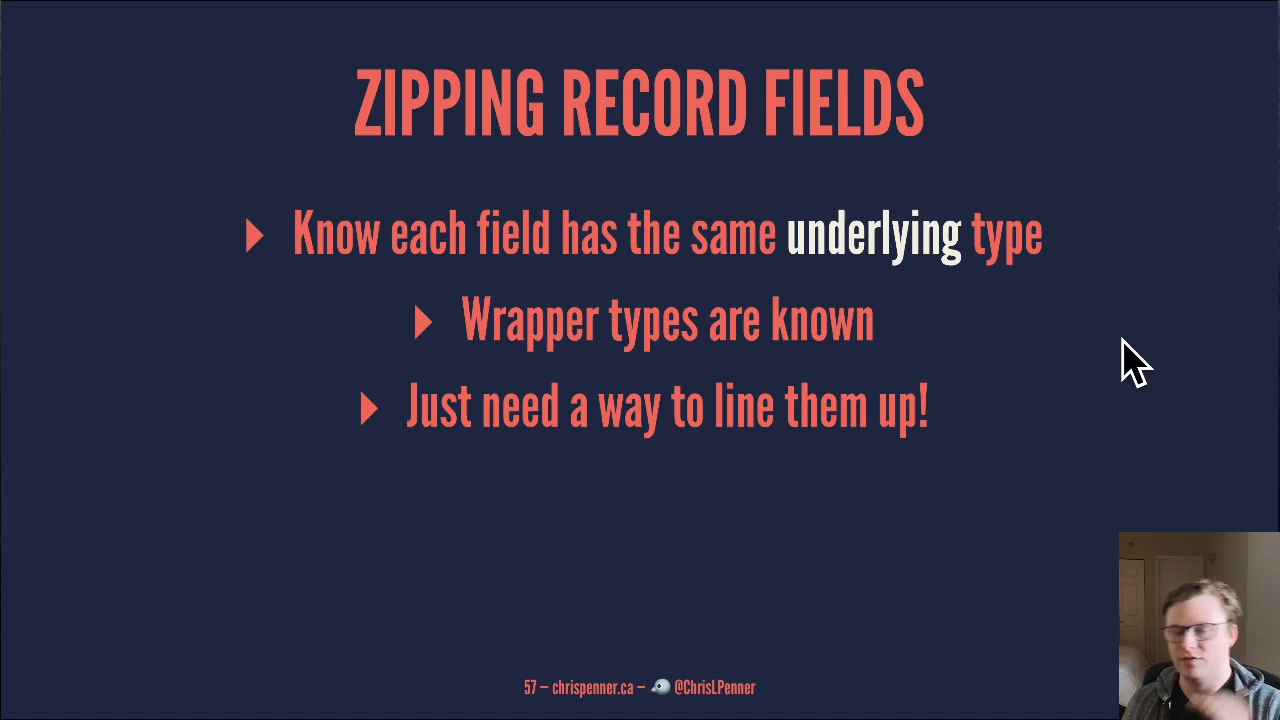 ZIPPING RECORD FIELDS
Know each field has the same underlying type
Wrapper types are known
Just need a way to line them up!
57 – chrispenner.ca – @ChrisLPenner